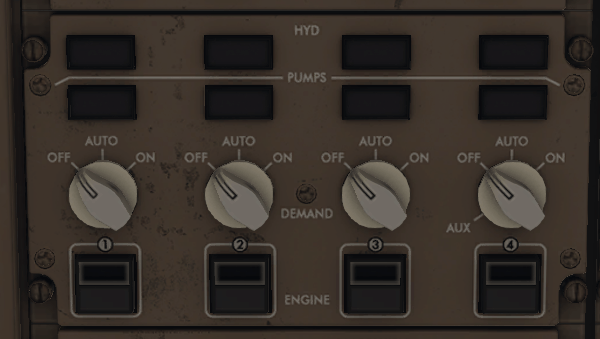 HYD
PUMPS
AUTO AUTO AUTO AUTO
OFF ON OFF ON OFF ON OFF ON
DEMAND
AUX
1 2 3 4
ENGINE